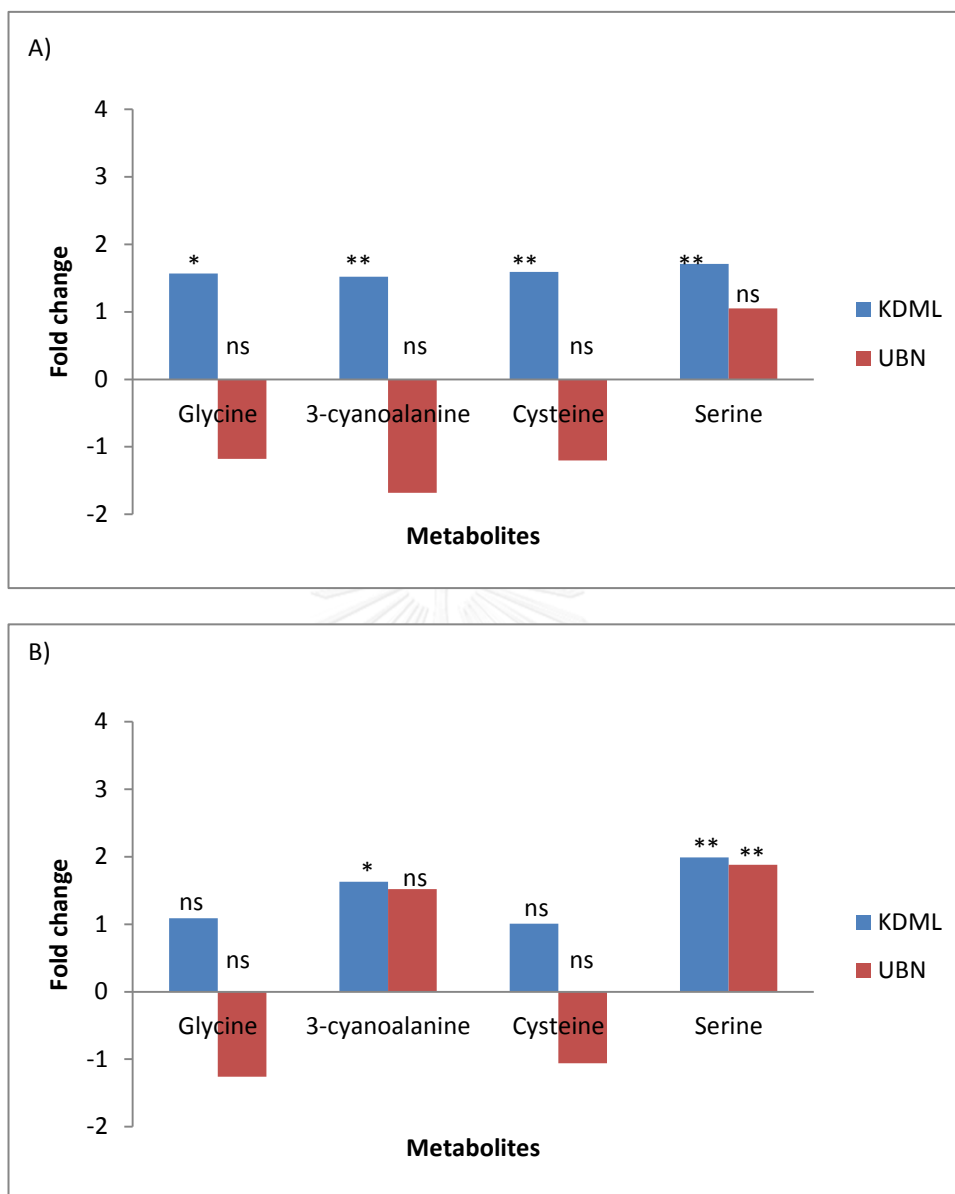 A)
4
3
2
1
0
-1
-2
Fold change
* ns ** ns ** ns ** ns
Glycine 3-cyanoalanine Cysteine Serine
Metabolites
KDML
UBN
B)
4
3
2
1
0
-1
-2
Fold change
ns ns * ns ns ns ** **
Glycine 3-cyanoalanine Cysteine Serine
Metabolites
KDML
UBN